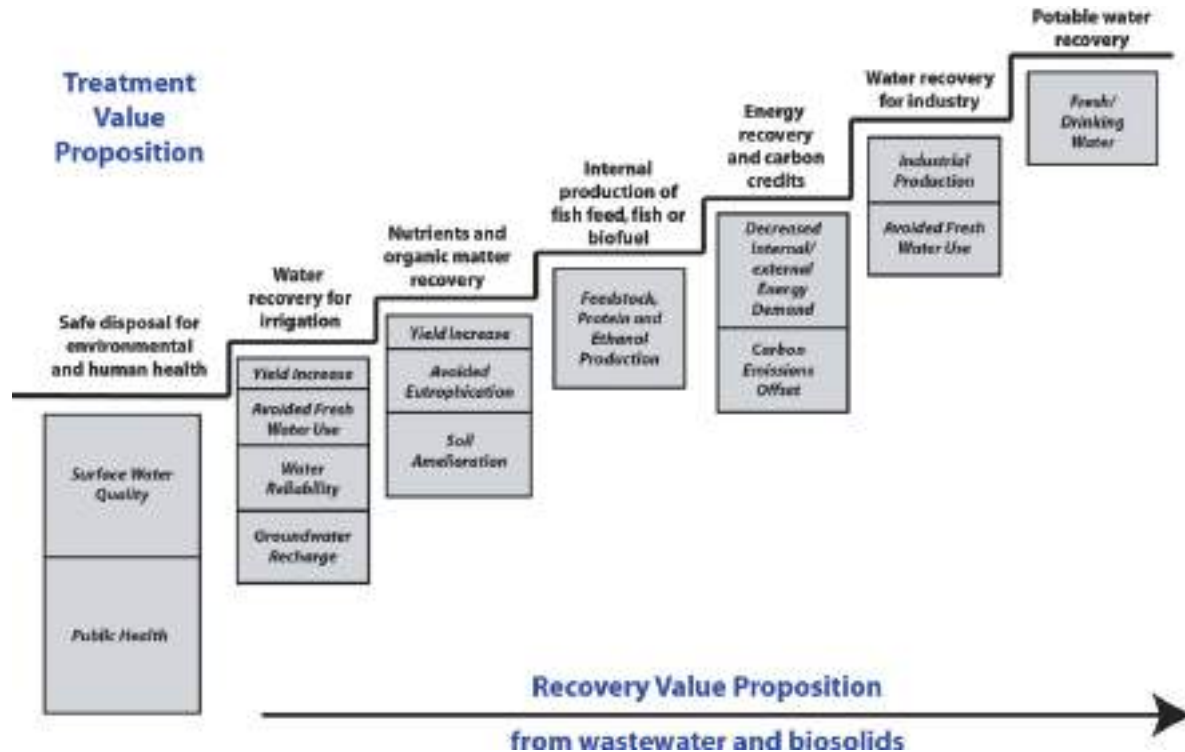 Treatment
Value
Proposition
Safe disposal for
environmental
and human health
Surface Water
Quality
Public Health
Water
recovery for
irrigation
Yield Increase
Avoided Fresh
Water Use
Water
Reliability
Groundwater
Recharge
Nutrients and
organic matter
recovery
Yield Increase
Avoided
Eutrophication
Soil
Amelioration
Internal
production of
fish feed, fish or
biofuel
Feedstock,
Protein and
Ethanol
Production
Energy
recovery
and carbon
credits
Decreased
Internal/
external
Energy
Demand
Carbon
Emissions
Offset
Water recovery
for industry
Industrial
Production
Avoided Fresh
Water Use
Potable water
recovery
Fresh/
Drinking
Water
Recovery Value Proposition
from wastewater and biosolids